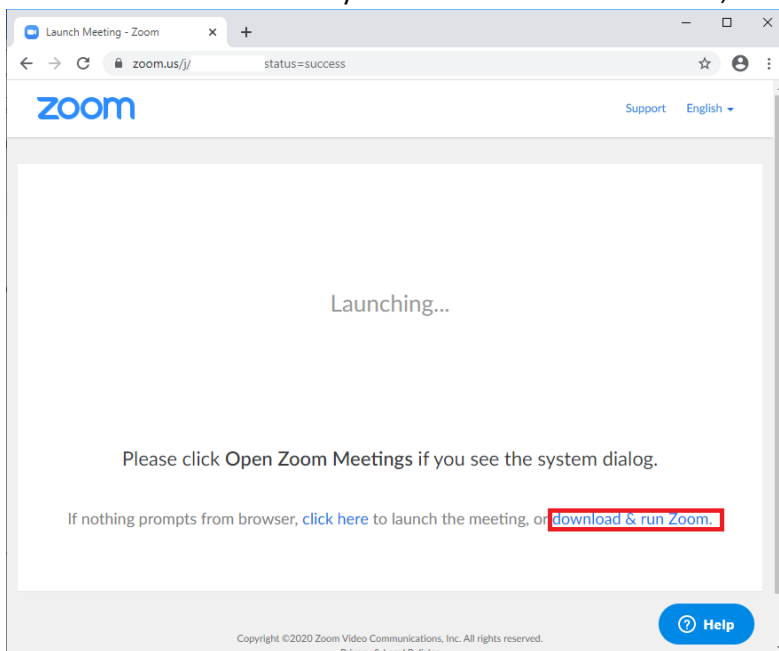 Launch Meeting - Zoom
zoom.us/j/ status=success
zoom
Support English
Launching...
Please click Open Zoom Meetings if you see the system dialog.
If nothing prompts from browser, click here to launch the meeting, or download & run Zoom.
Help
Copyright ©2020 Zoom Video Communications, Inc. All rights reserved.